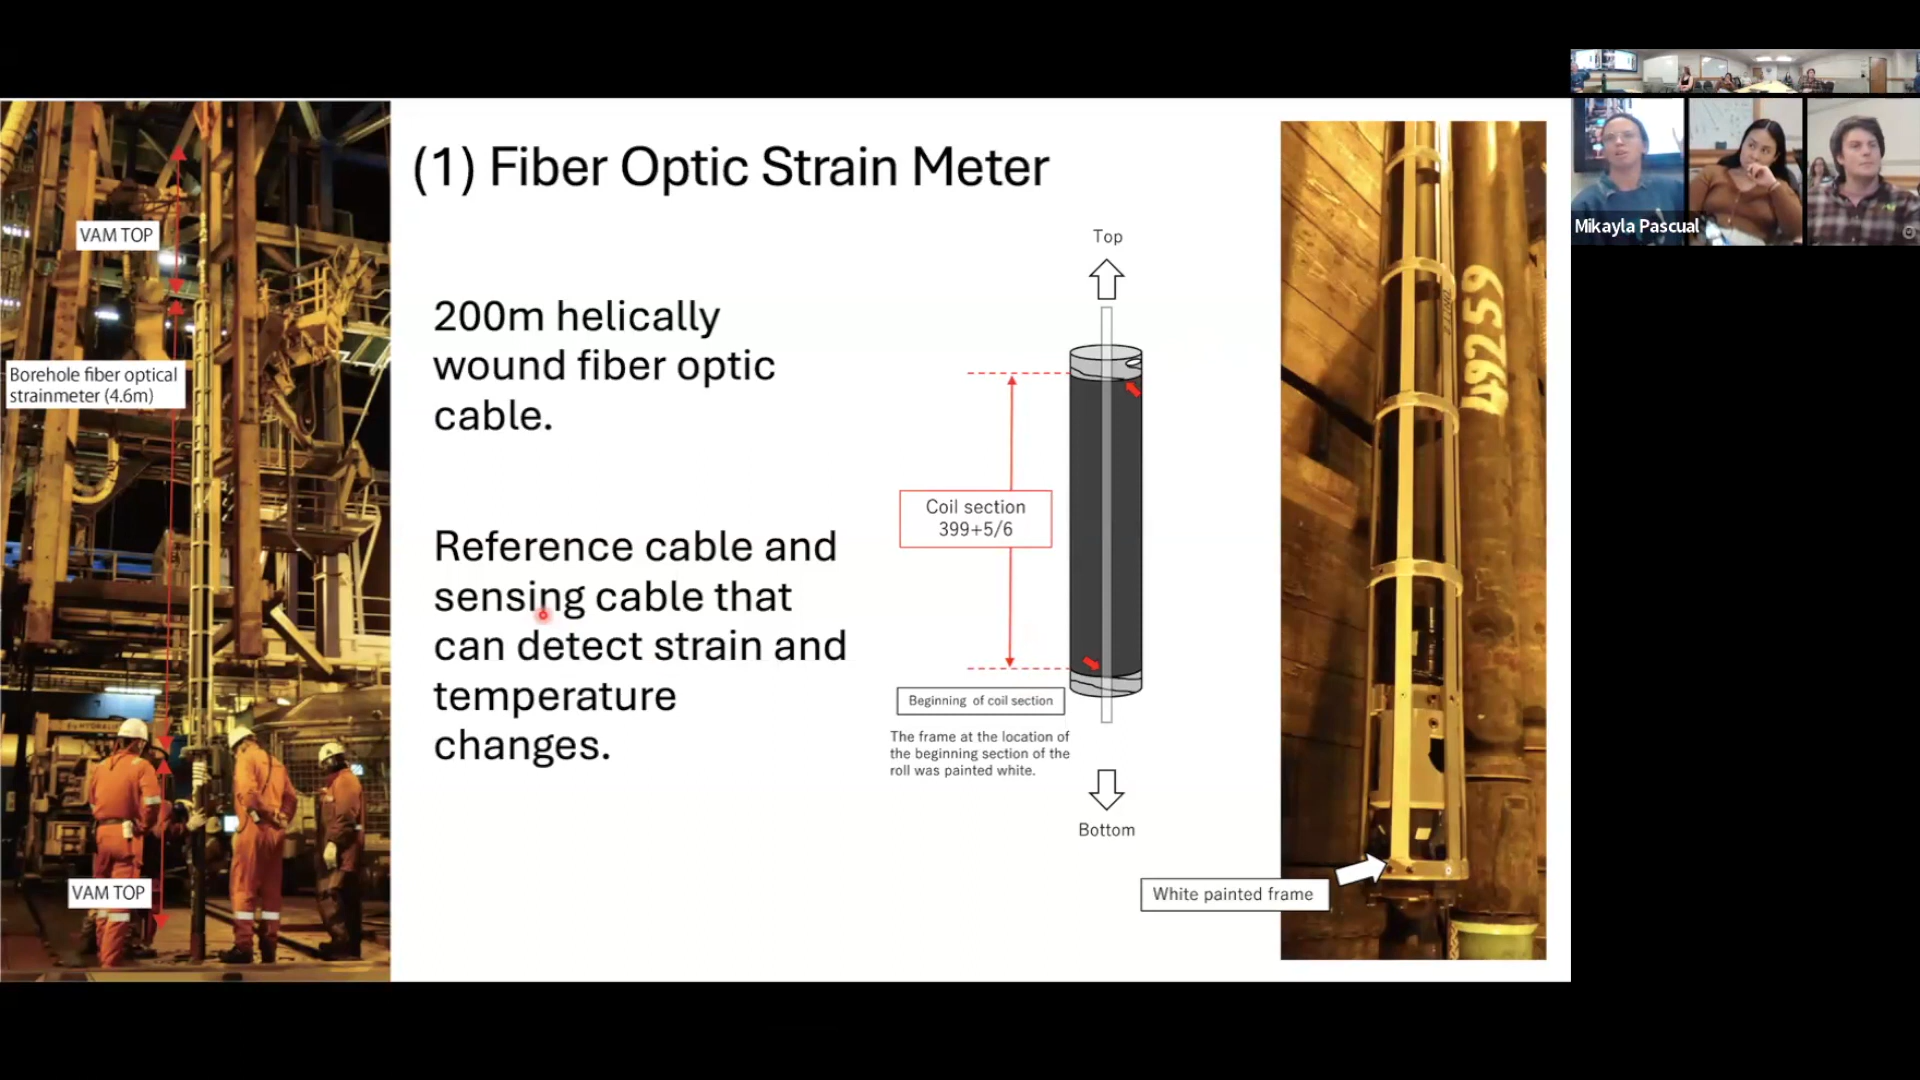 (1) Fiber Optic Strain Meter
VAM TOP
Borehole fiber optical
strainmeter (4.6m)
VAM TOP
200m helically
wound fiber optic
cable.
Reference cable and
sensing cable that
can detect strain and
temperature
changes.
Top
Coil section
399+5/6
Beginning of coil section
The frame at the location of
the beginning section of the
roll was painted white.
Bottom
White painted frame
49259
Mikayla Pascual